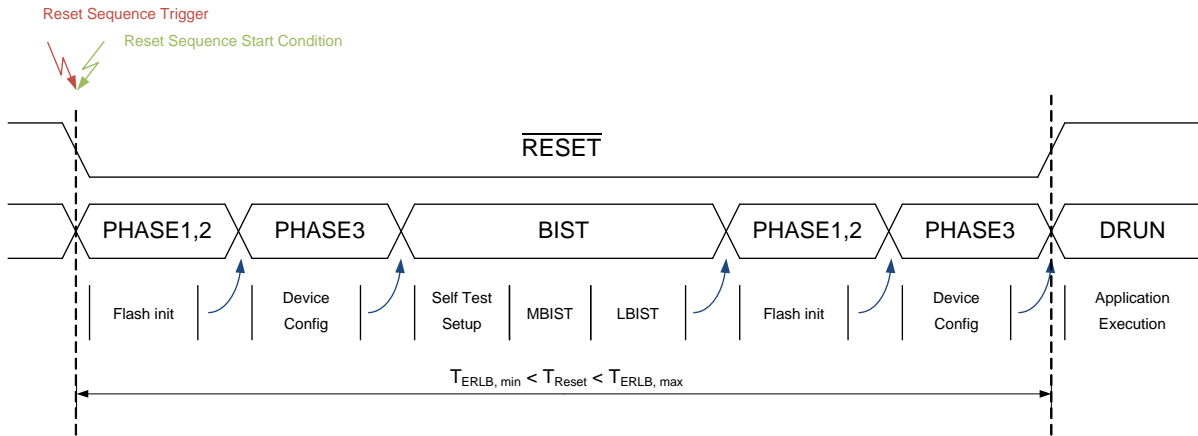 Reset Sequence Trigger
Reset Sequence Start Condition
RESET
PHASE1,2
PHASE3
BIST
PHASE1,2
PHASE3
DRUN
Flash init
Device
Config
Self Test
Setup
MBIST
LBIST
Flash init
Device
Config
Application
Execution
TERLB, min < TReset < TERLB, max